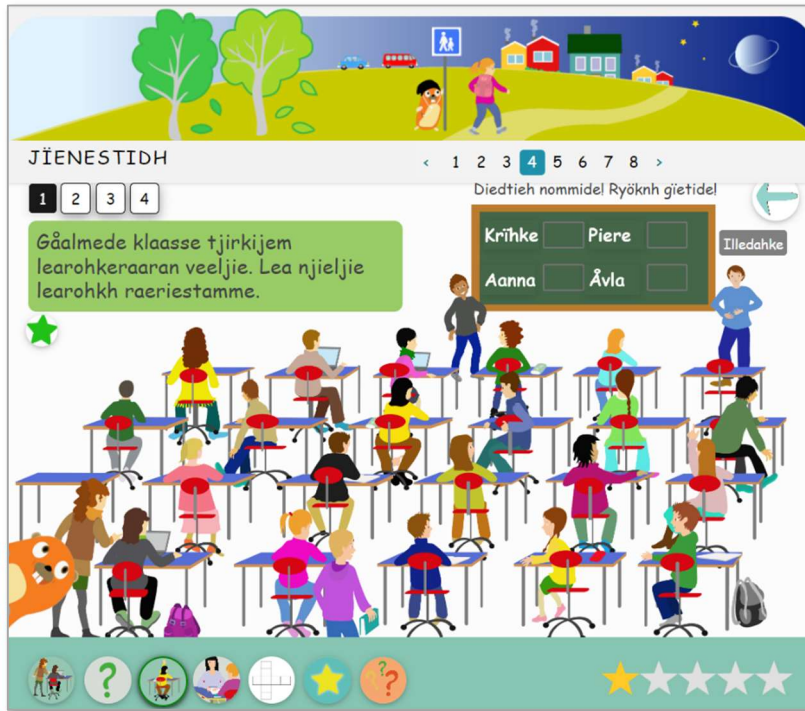 JÏENESTIDH
< 1 2 3 4 5 6 7 8 >
1 2 3 4
Diedtieh nommide! Ryöknh gïetide!
Gåalmede klaasse tjirkijem
learohkeraaran veeljie. Lea njieljie
learohkh raeriestamme.
Krïhke Piere
Aanna Åvla
Illedahke
? ? ? ?